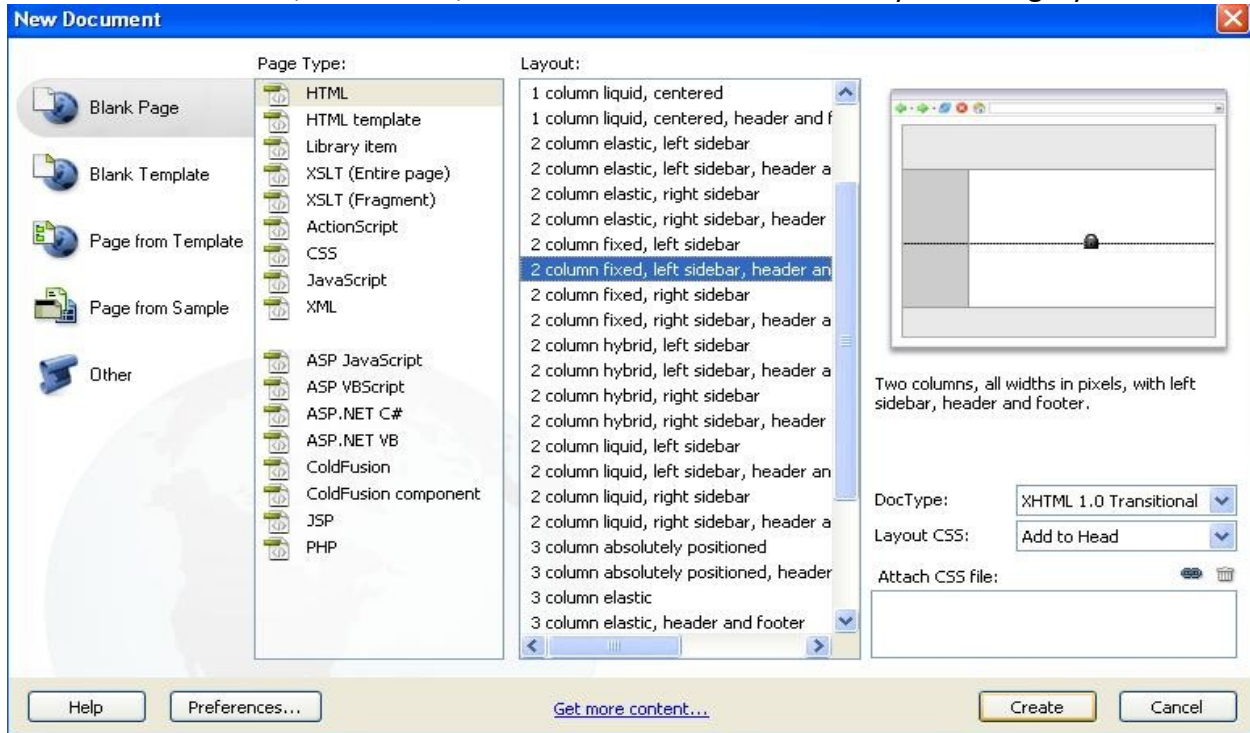 New Document
Page Type:
Layout:
Blank Page
Blank Template
Page from Template
Page from Sample
Other
HTML
HTML template
Library item
XSLT (Entire page)
XSLT (Fragment)
ActionScript
CSS
JavaScript
XML
ASP JavaScript
ASP VBScript
ASP.NET C#
ASP.NET VB
ColdFusion
ColdFusion component
JSP
PHP
1 column liquid, centered
1 column liquid, centered, header and f
2 column elastic, left sidebar
2 column elastic, left sidebar, header a
2 column elastic, right sidebar
2 column elastic, right sidebar, header
2 column fixed, left sidebar
2 column fixed, left sidebar, header an
2 column fixed, right sidebar
2 column fixed, right sidebar, header a
2 column hybrid, left sidebar
2 column hybrid, left sidebar, header a
2 column hybrid, right sidebar
2 column hybrid, right sidebar, header
2 column liquid, left sidebar
2 column liquid, left sidebar, header an
2 column liquid, right sidebar
2 column liquid, right sidebar, header a
3 column absolutely positioned
3 column absolutely positioned, header
3 column elastic
3 column elastic, header and footer
Two columns, all widths in pixels, with left
sidebar, header and footer.
DocType:
XHTML 1.0 Transitional
Layout CSS:
Add to Head
Attach CSS file:
Help
Preferences...
Get more content...
Create
Cancel